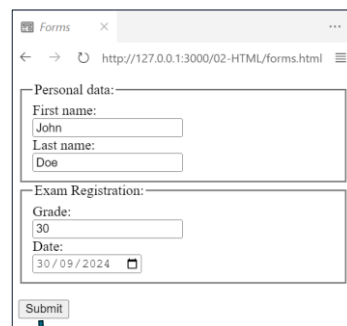 Forms
http://127.0.0.1:3000/02-HTML/forms.html
Personal data:
First name:
John
Last name:
Doe
Exam Registration:
Grade:
30
Date:
30/09/2024
Submit